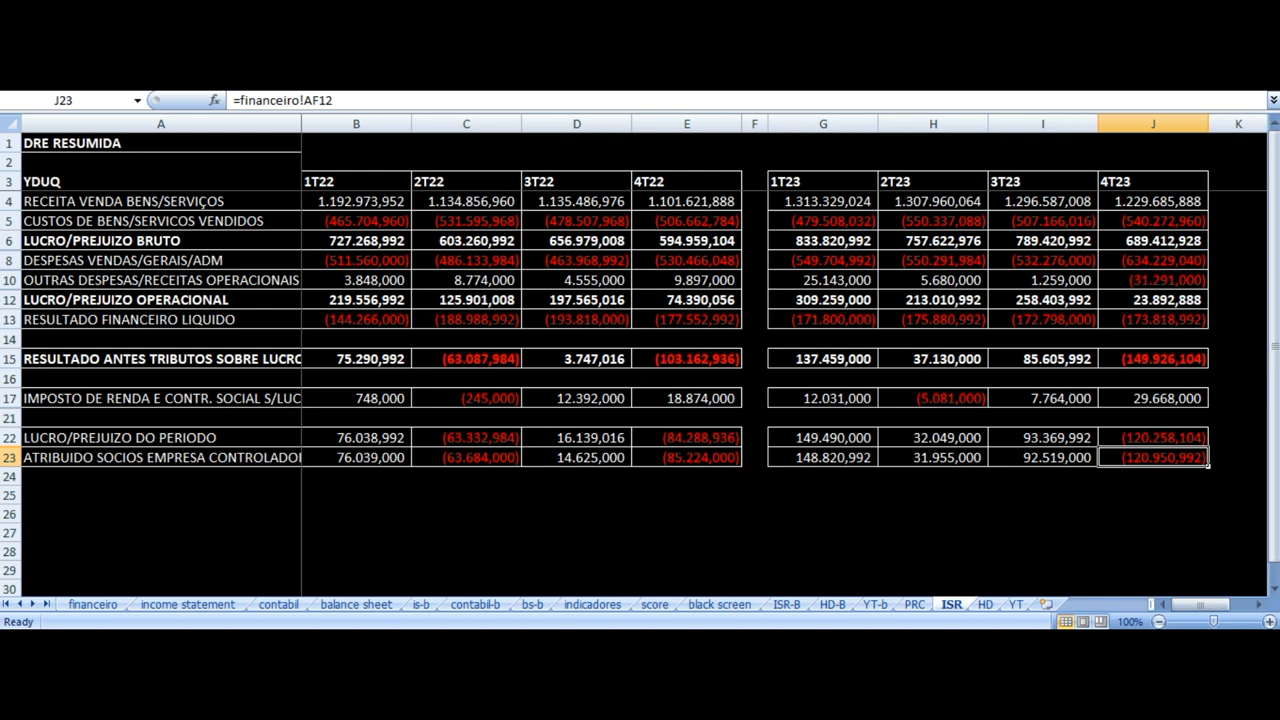 J23 fx =financeiro!AF12
A B C D E F G H I J K
1 DRE RESUMIDA
2
3 YDUQ 1T22 2T22 3T22 4T22 1T23 2T23 3T23 4T23
4 RECEITA VENDA BENS/SERVIÇOS 1.192.973,952 1.134.856,960 1.135.486,976 1.101.621,888 1.313.329,024 1.307.960,064 1.296.587,008 1.229.685,888
5 CUSTOS DE BENS/SERVICOS VENDIDOS (465.704,960) (531.595,968) (478.507,968) (506.662,784) (479.508,032) (550.337,088) (507.166,016) (540.272,960)
6 LUCRO/PREJUIZO BRUTO 727.268,992 603.260,992 656.979,008 594.959,104 833.820,992 757.622,976 789.420,992 689.412,928
8 DESPESAS VENDAS/GERAIS/ADM (511.560,000) (486.133,984) (463.968,992) (530.466,048) (549.704,992) (550.291,984) (532.276,000) (634.229,040)
10 OUTRAS DESPESAS/RECEITAS OPERACIONAIS 3.848,000 8.774,000 4.555,000 9.897,000 25.143,000 5.680,000 1.259,000 (31.291,000)
12 LUCRO/PREJUIZO OPERACIONAL 219.556,992 125.901,008 197.565,016 74.390,056 309.259,000 213.010,992 258.403,992 23.892,888
13 RESULTADO FINANCEIRO LIQUIDO (144.266,000) (188.988,992) (193.818,000) (177.552,992) (171.800,000) (175.880,992) (172.798,000) (173.818,992)
14
15 RESULTADO ANTES TRIBUTOS SOBRE LUCRO 75.290,992 (63.087,984) 3.747,016 (103.162,936) 137.459,000 37.130,000 85.605,992 (149.926,104)
16
17 IMPOSTO DE RENDA E CONTR. SOCIAL S/LUC 748,000 (245,000) 12.392,000 18.874,000 12.031,000 (5.081,000) 7.764,000 29.668,000
21
22 LUCRO/PREJUIZO DO PERIODO 76.038,992 (63.332,984) 16.139,016 (84.288,936) 149.490,000 32.049,000 93.369,992 (120.258,104)
23 ATRIBUIDO SOCIOS EMPRESA CONTROLADO 76.039,000 (63.684,000) 14.625,000 (85.224,000) 148.820,992 31.955,000 92.519,000 (120.950,992)
24
25
26
27
28
29
30
financeiro income statement contabil balance sheet is-b contabil-b bs-b indicadores score black screen ISR-B HD-B YT-b PRC ISR HD YT
Ready 100%